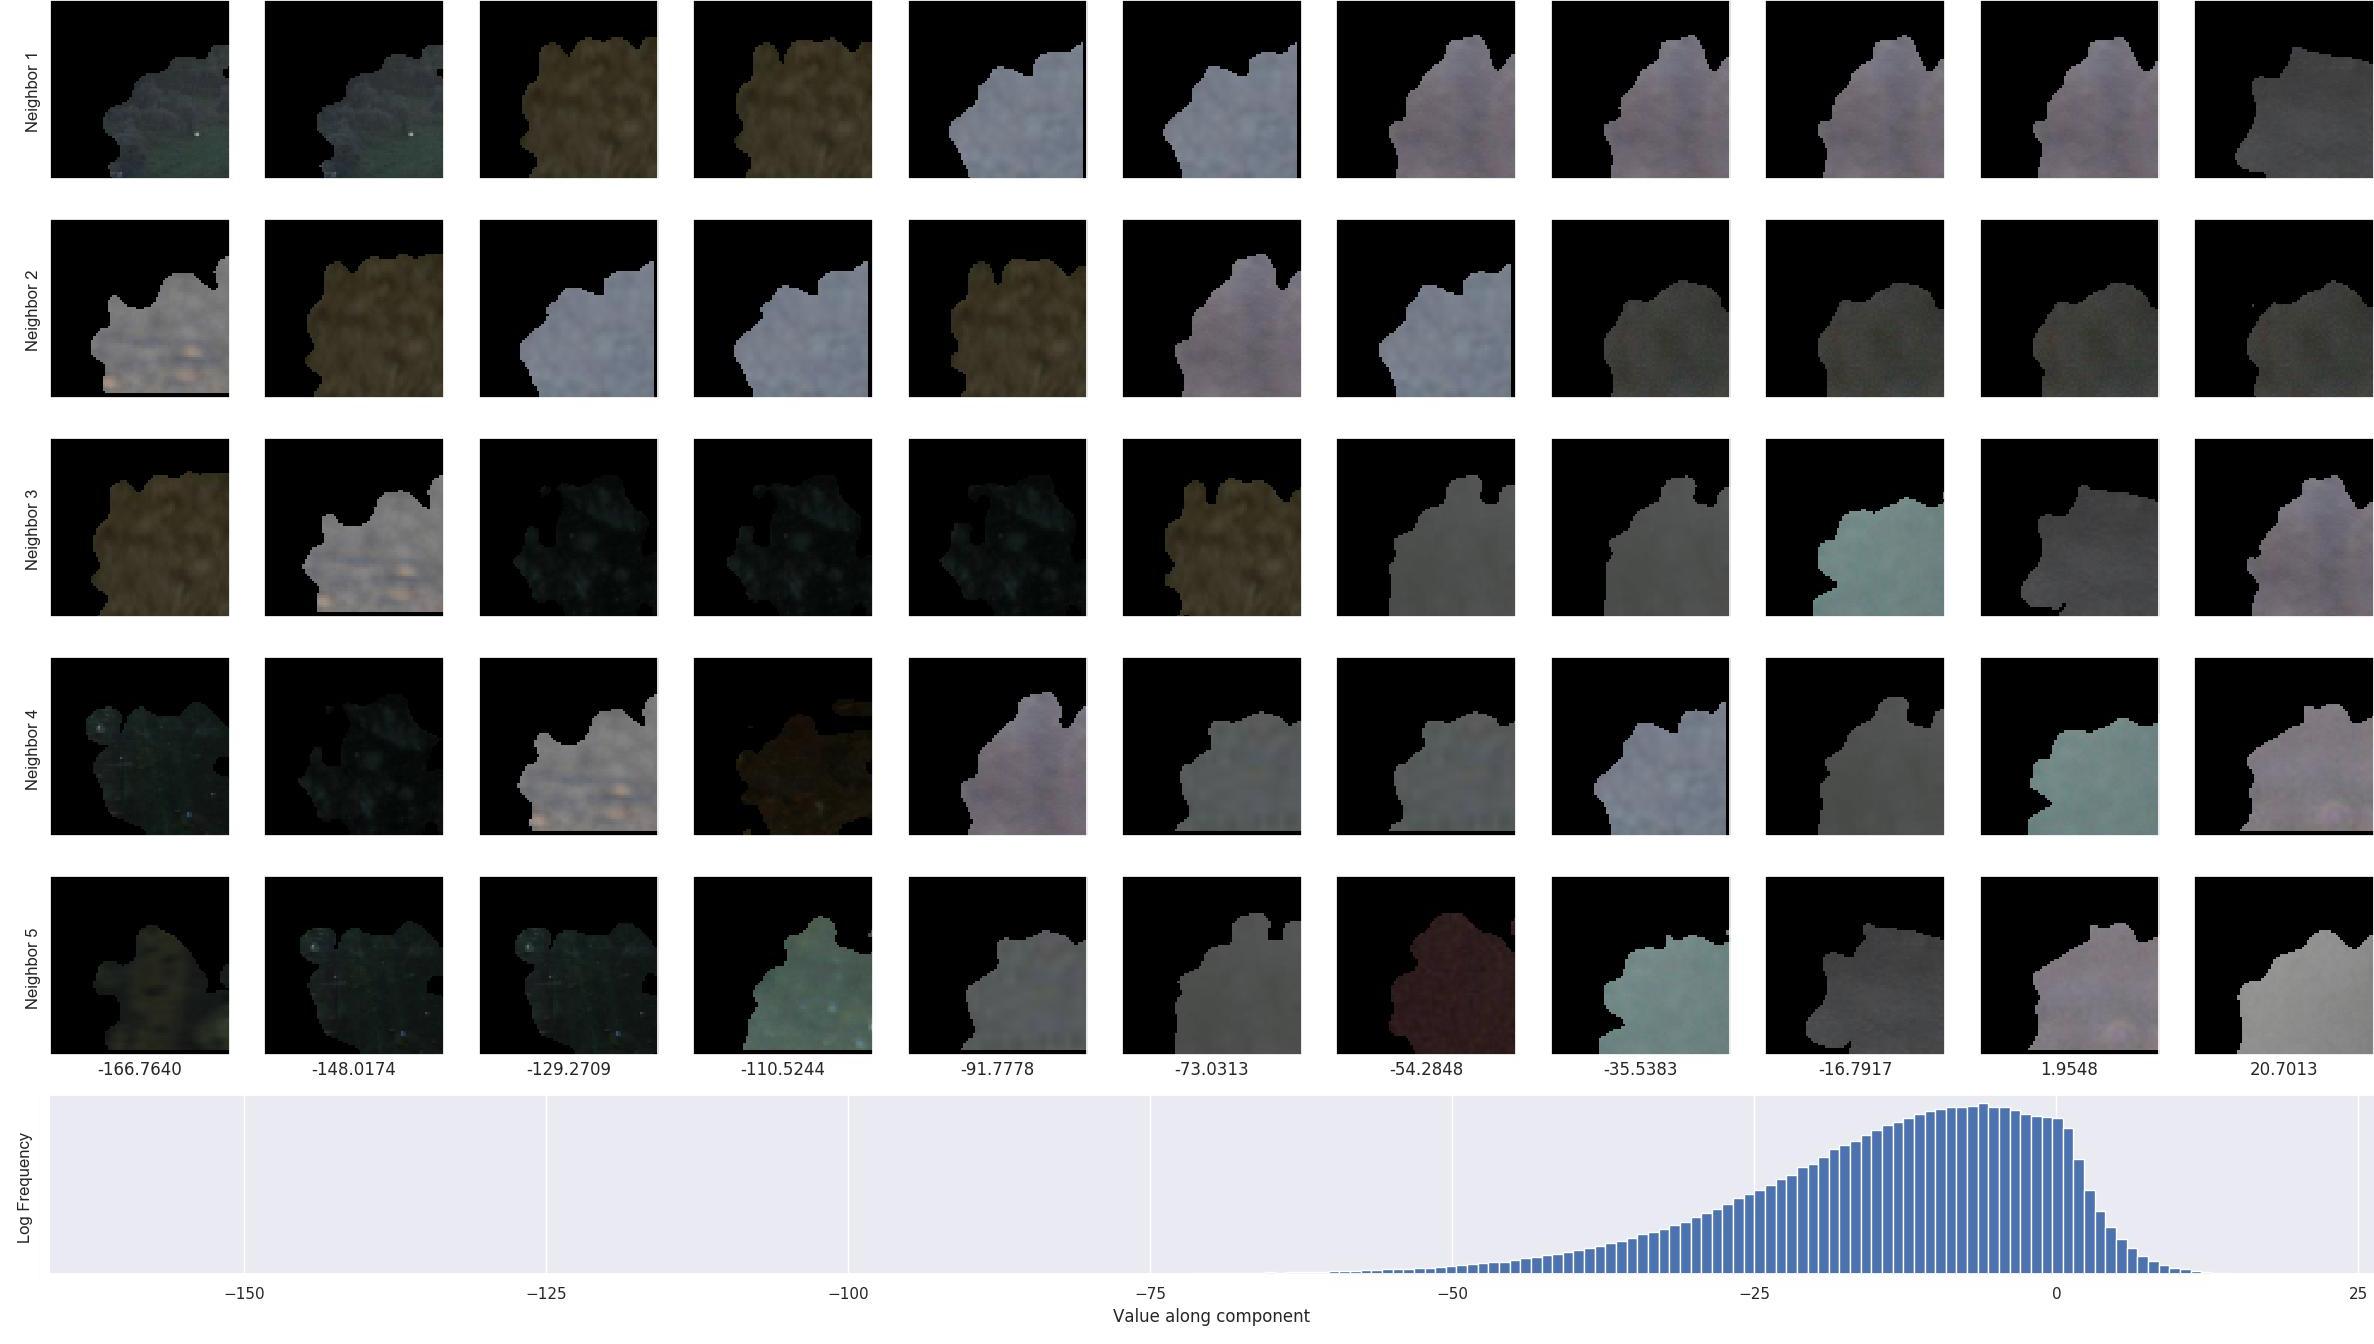 Neighbor 1
Neighbor 2
Neighbor 3
Neighbor 4
Neighbor 5
-166.7640 -148.0174 -129.2709 -110.5244 -91.7778 -73.0313 -54.2848 -35.5383 -16.7917 1.9548 20.7013
Log Frequency
−150 −125 −100 −75 −50 −25 0 25
Value along component